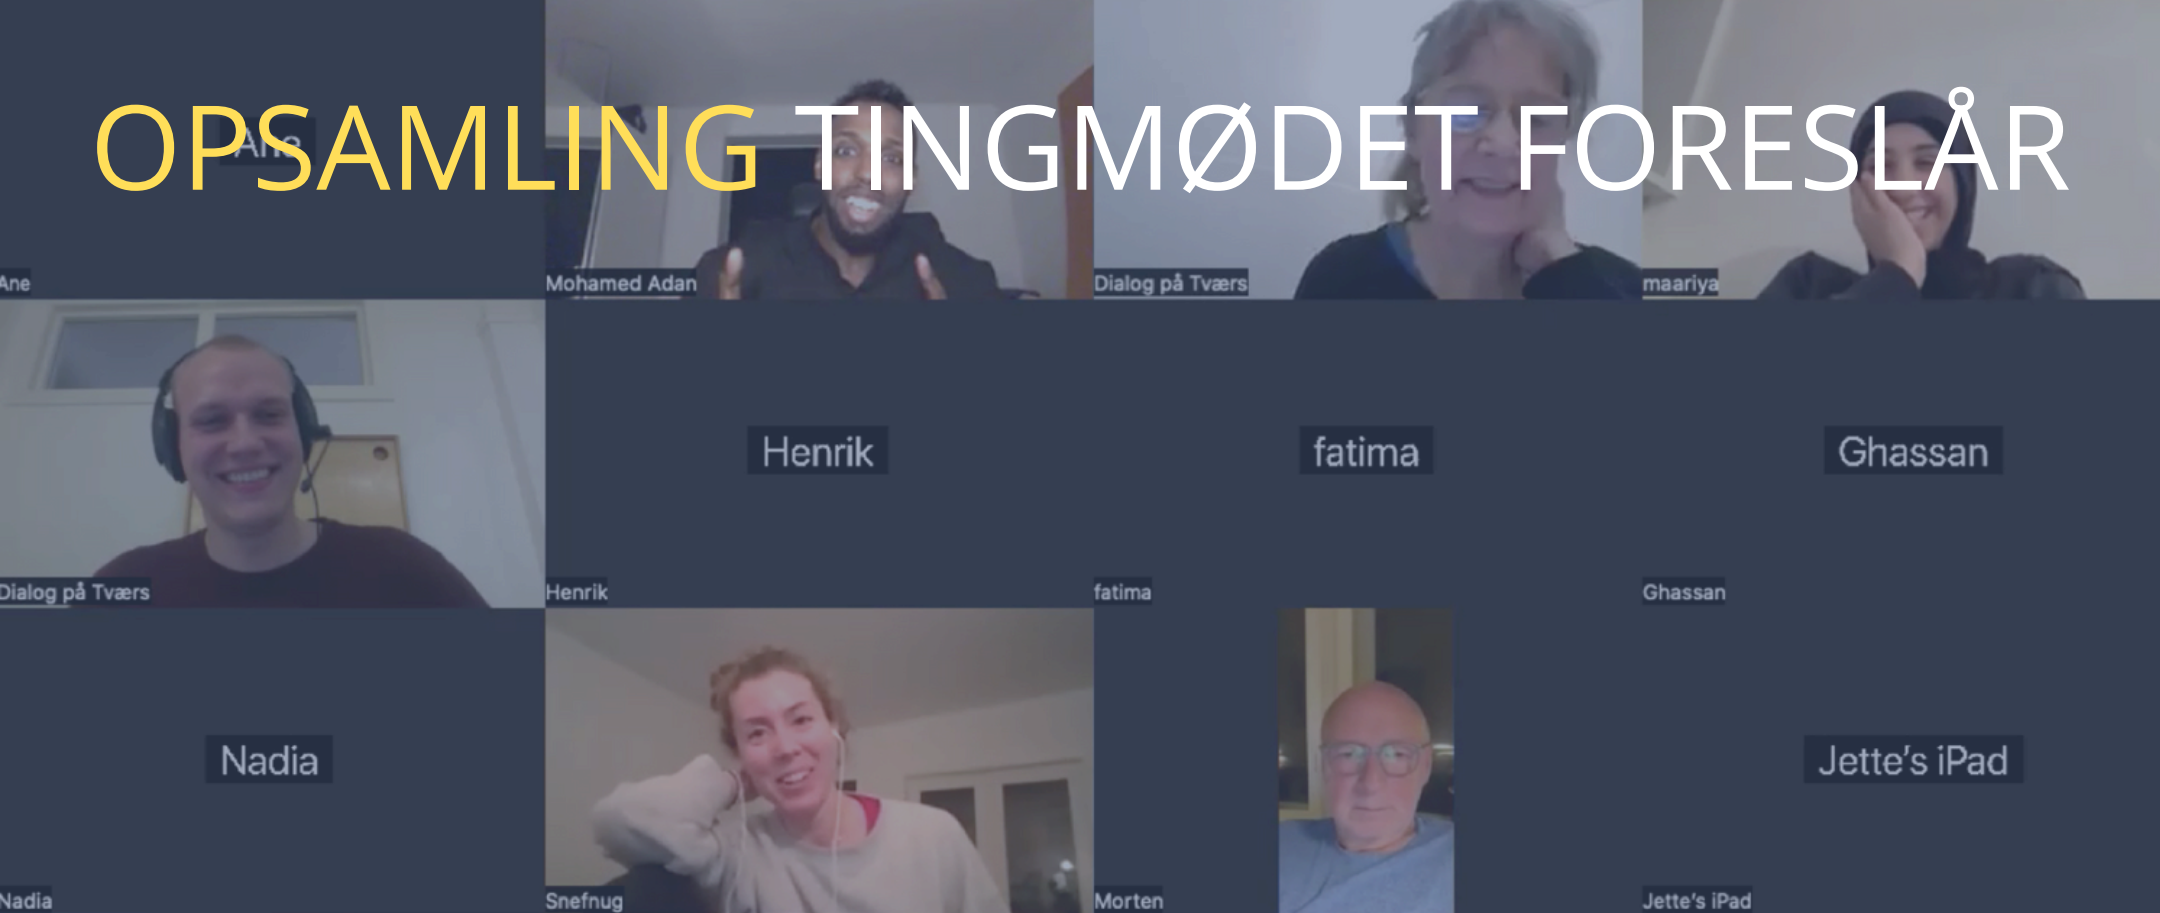 OPSAMLING TINGMØDET FORESLÅR
Ane
Ane
Mohamed Adan
Dialog på Tværs
maariya
Henrik
fatima
Ghassan
Dialog på Tværs
Henrik
fatima
Ghassan
Nadia
Jette's iPad
Nadia
Snefnug
Morten
Jette's iPad